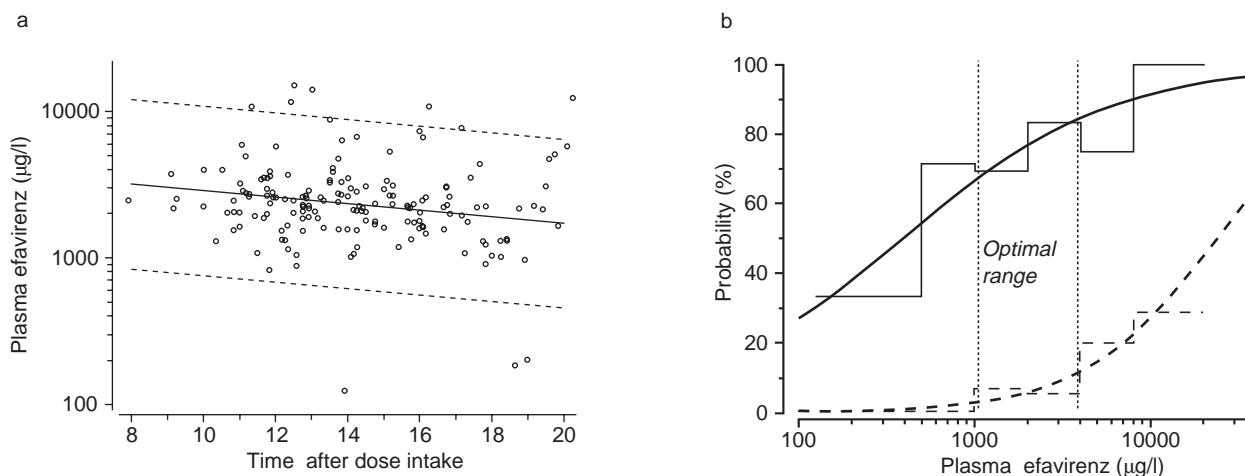 a
Plasma efavirenz (µg/l)
10000
1000
100
8 10 12 14 16 18 20
Time after dose intake
b
Probability (%)
100
80
60
40
20
0
Optimal
range
100 1000 10000
Plasma efavirenz (µg/l)